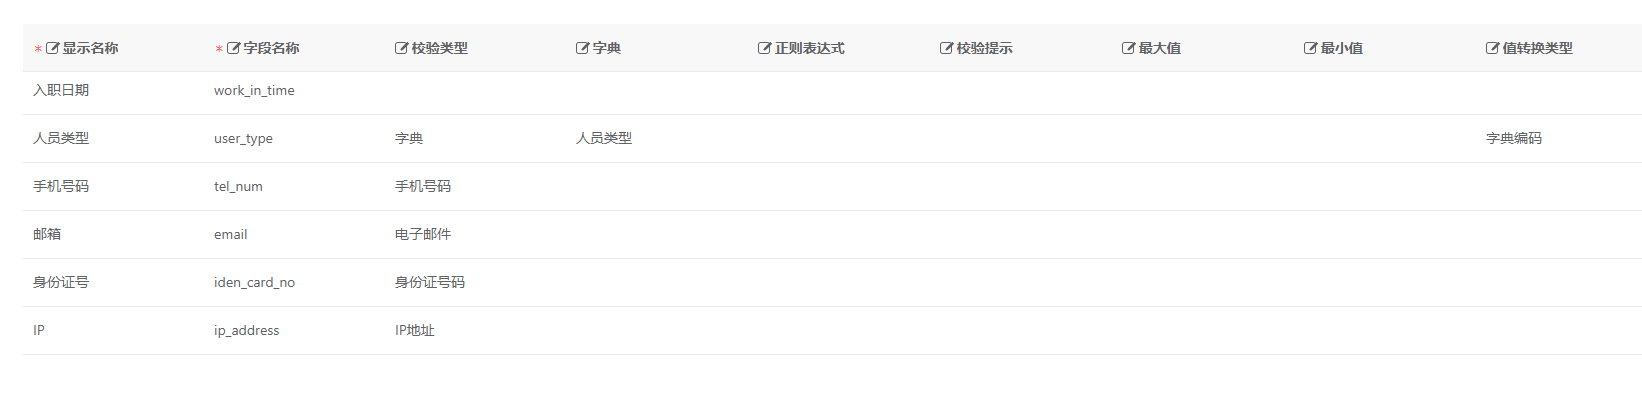 * 显示名称 * 字段名称 校验类型 字典 正则表达式 校验提示 最大值 最小值 值转换类型
入职日期 work_in_time
人员类型 user_type 字典 人员类型 字典编码
手机号码 tel_num 手机号码
邮箱 email 电子邮件
身份证号 iden_card_no 身份证号码
IP ip_address IP地址